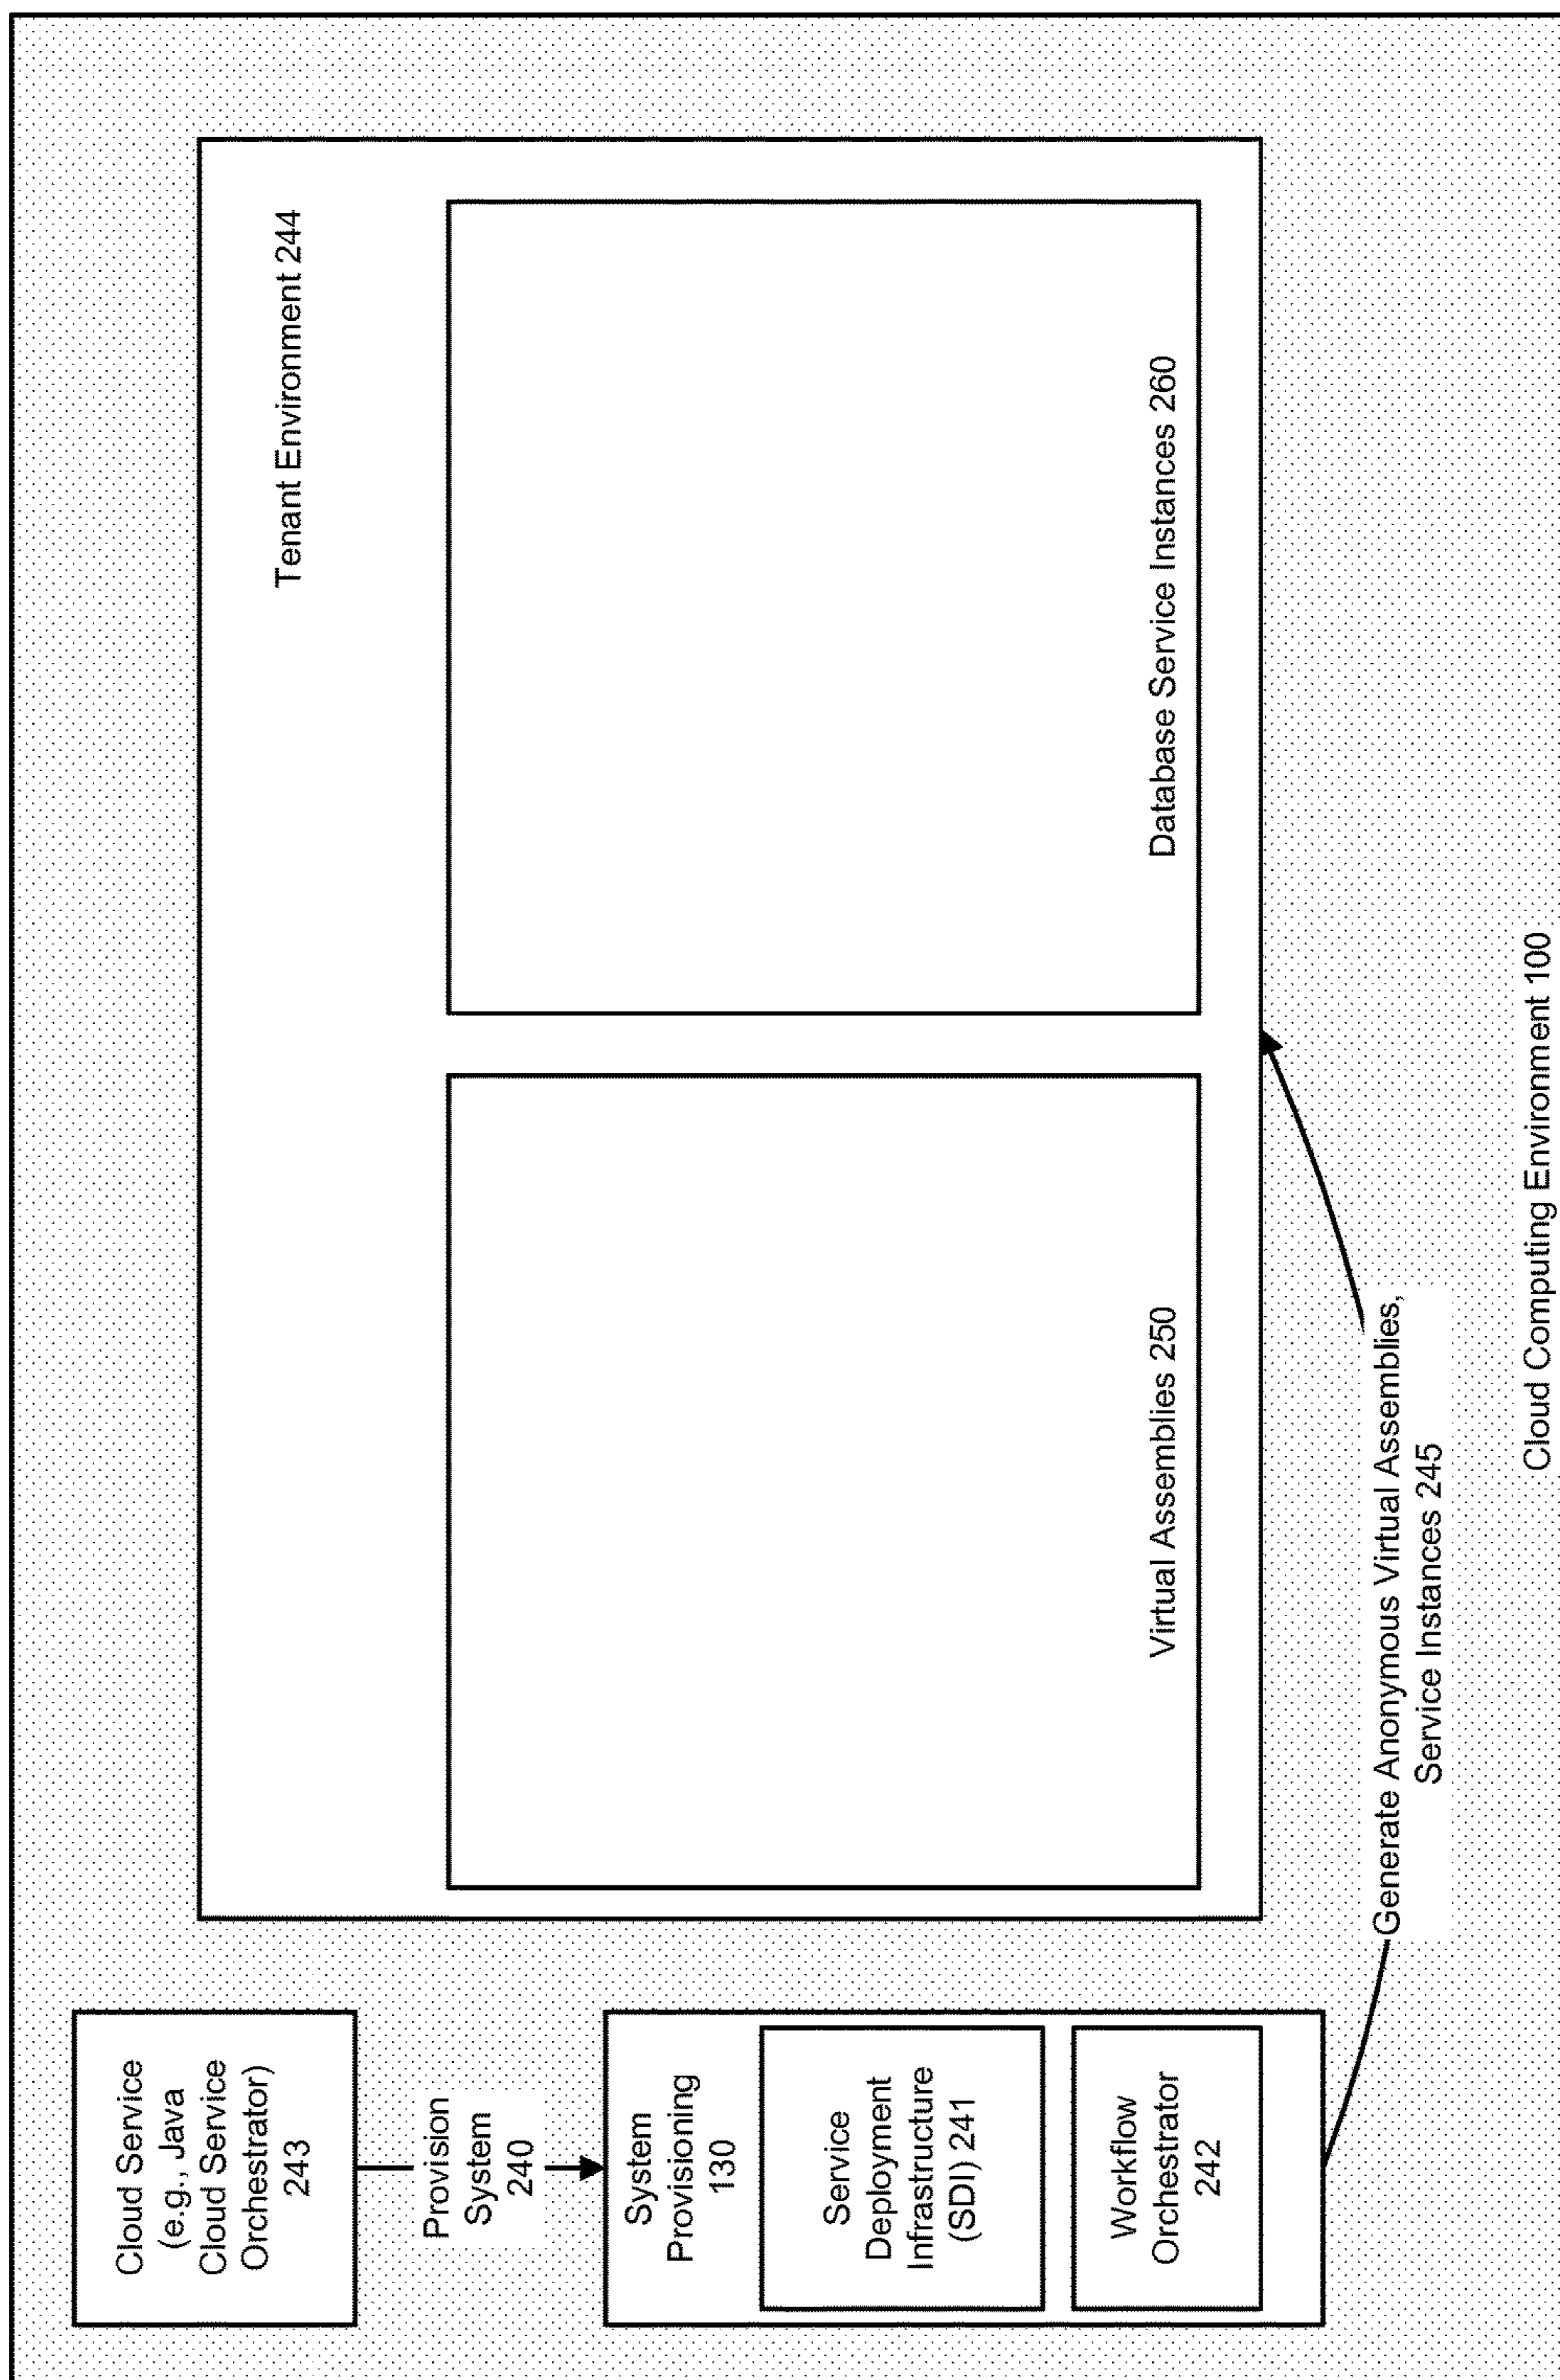 Cloud Service
(e.g., Java
Cloud Service
Orchestrator)
243
Provision
System
240
System
Provisioning
130
Service
Deployment
Infrastructure
(SDI) 241
Workflow
Orchestrator
242
Tenant Environment 244
Virtual Assemblies 250
Database Service Instances 260
Generate Anonymous Virtual Assemblies,
Service Instances 245
Cloud Computing Environment 100